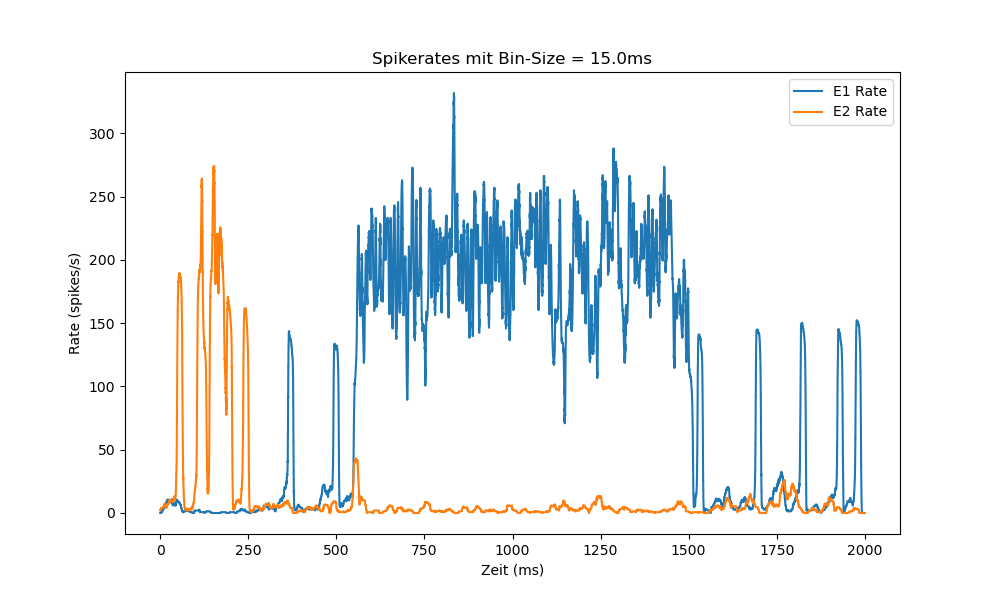 Spikerates mit Bin-Size = 15.0ms
E1 Rate
E2 Rate
Rate (spikes/s)
300
250
200
150
100
50
0
0 250 500 750 1000 1250 1500 1750 2000
Zeit (ms)